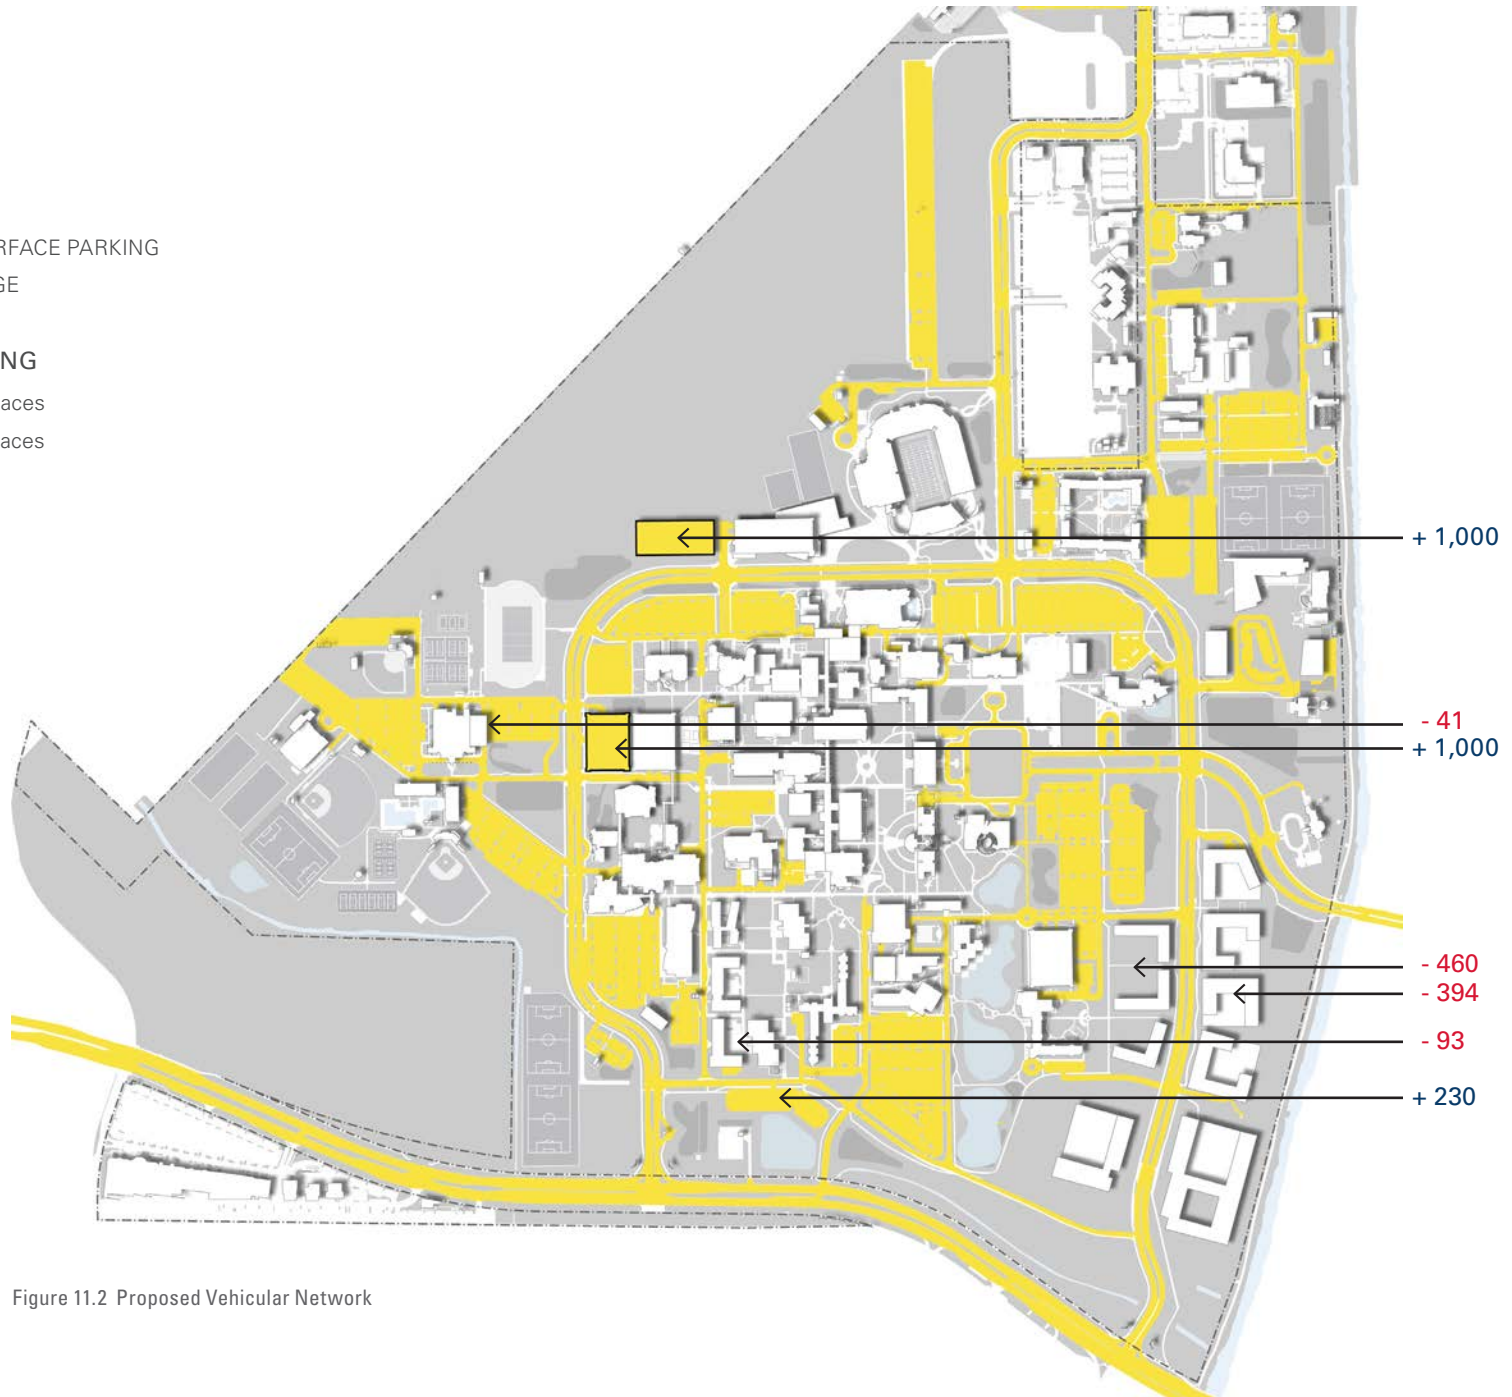 RFACE PARKING
GE
NG
aces
aces
+ 1,000
- 41
+ 1,000
- 460
- 394
- 93
+ 230
Figure 11.2 Proposed Vehicular Network